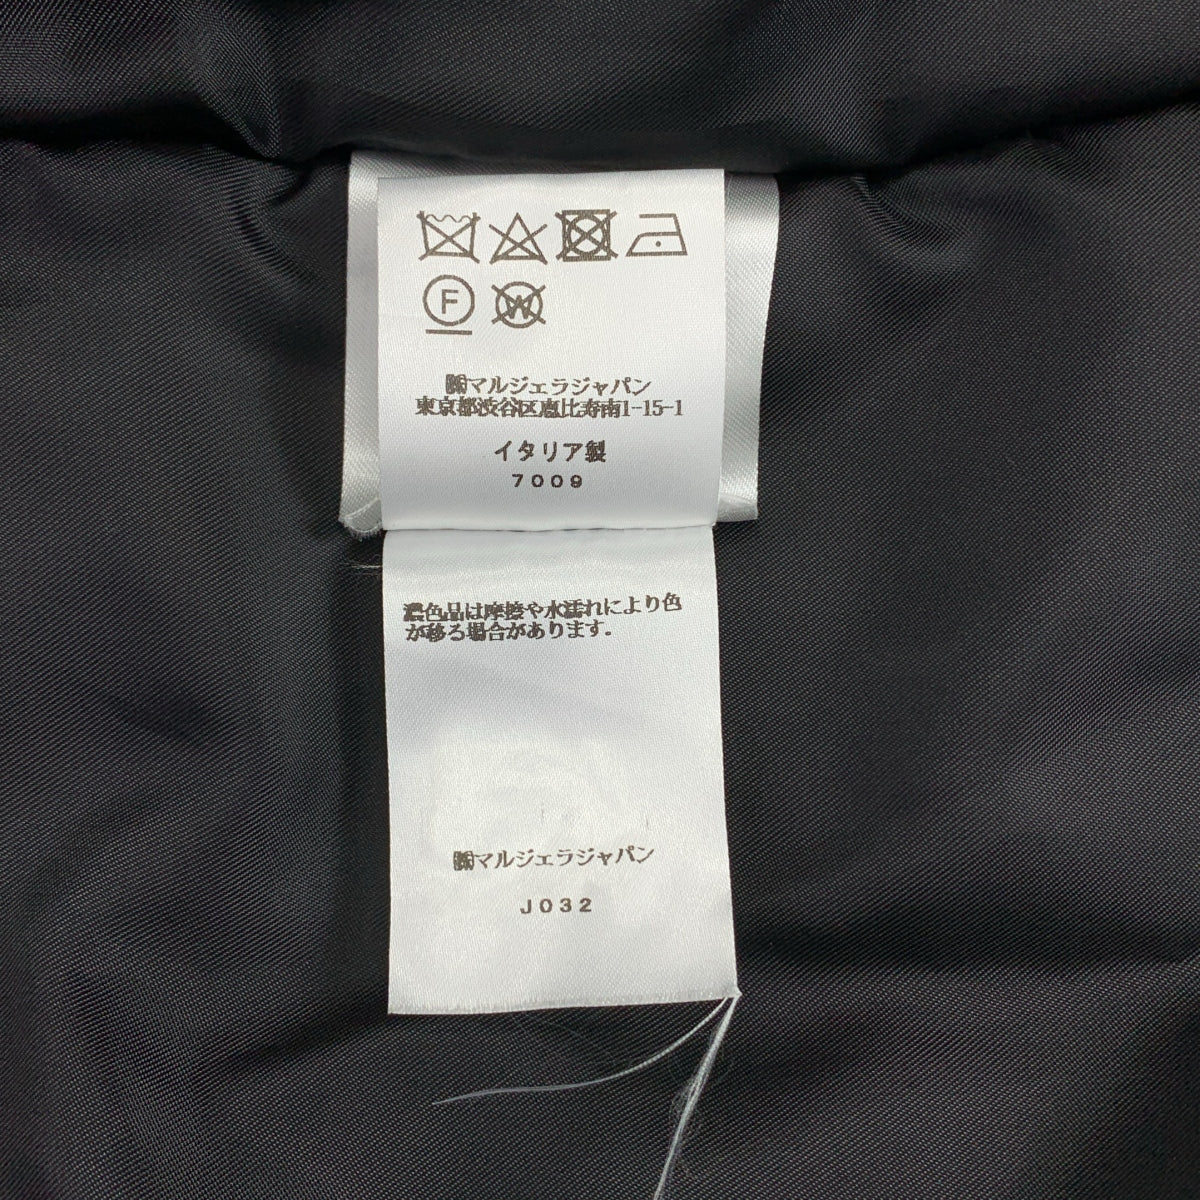 F
W
㈱マルジェラジャパン
東京都渋谷区恵比寿南1-15-1
イタリア製
7009
濃色品は摩擦や水濡れにより色
が移る場合があります.
㈱マルジェラジャパン
J032